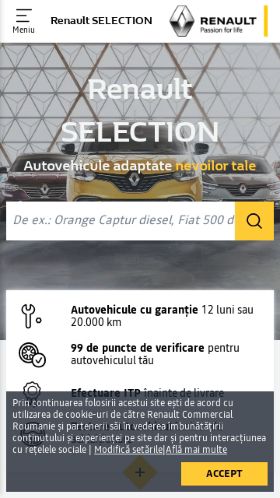 Meniu
Renault SELECTION
RENAULT
Passion for life
Renault
SELECTION
Autovehicule adaptate nevoilor tale
De ex.: Orange Captur diesel, Fiat 500 d
Autovehicule cu garanție 12 luni sau
20.000 km
99 de puncte de verificare pentru
autovehiculul tău
Efectuare ITP înainte de livrare
Prin continuarea folosirii acestui site ești de acord cu
utilizarea de cookie-uri de către Renault Commercial
Roumanie și partenerii săi în vederea îmbunătățirii
conținutului și experienței pe site dar și pentru interacțiunea
cu rețelele sociale | Modifică setările|Află mai multe
ACCEPT